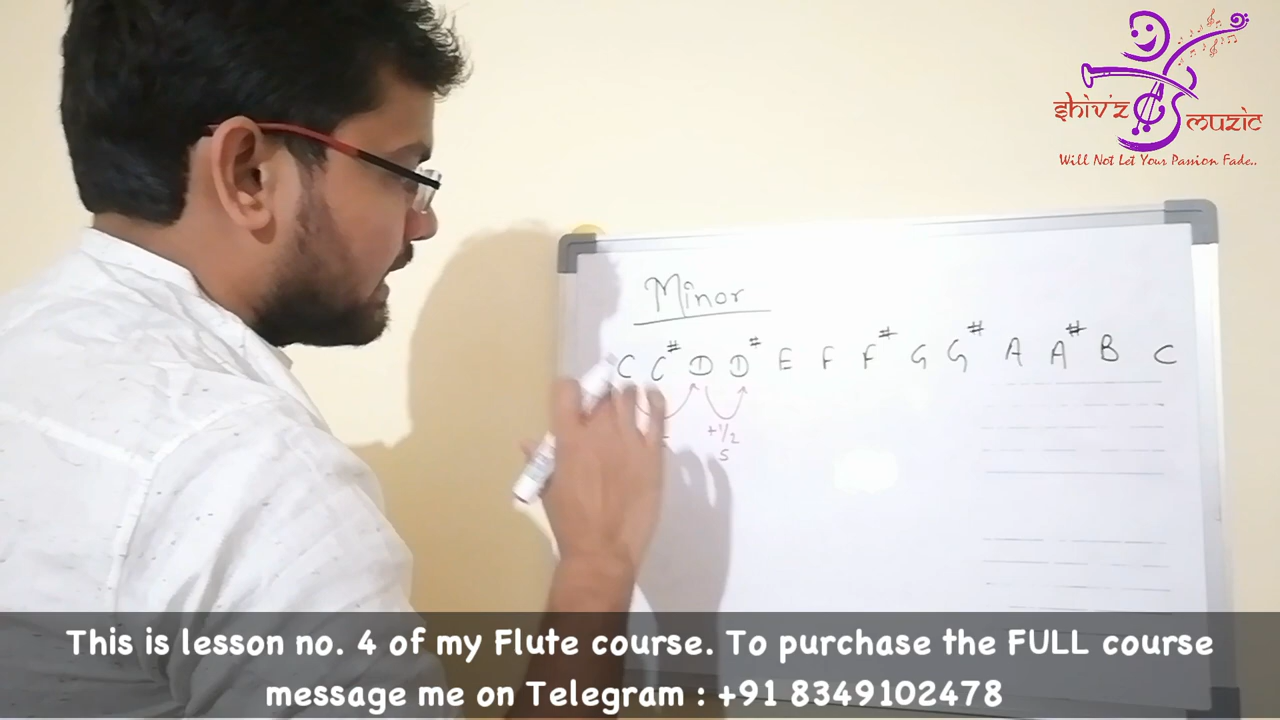 shiv'z muzic
Will Not Let Your Passion Fade..
Minor
C C# D D# E F F# G G# A A# B C
+1/2
S
This is lesson no. 4 of my Flute course. To purchase the FULL course
message me on Telegram : +91 8349102478